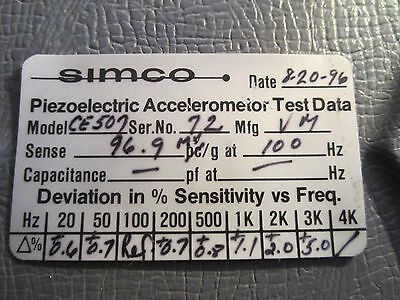 simco Date 8-20-96
Piezoelectric Accelerometor Test Data
Model CE507 Ser.No. 72 Mfg VM
Sense 96.9 mv pc/g at 100 Hz
Capacitance — pf at — Hz
Deviation in % Sensitivity vs Freq.
Hz 20 50 100 200 500 1K 2K 3K 4K
Δ% +0.6 +0.7 Ref. +0.7 +0.8 +1.1 +2.0 +5.0 /